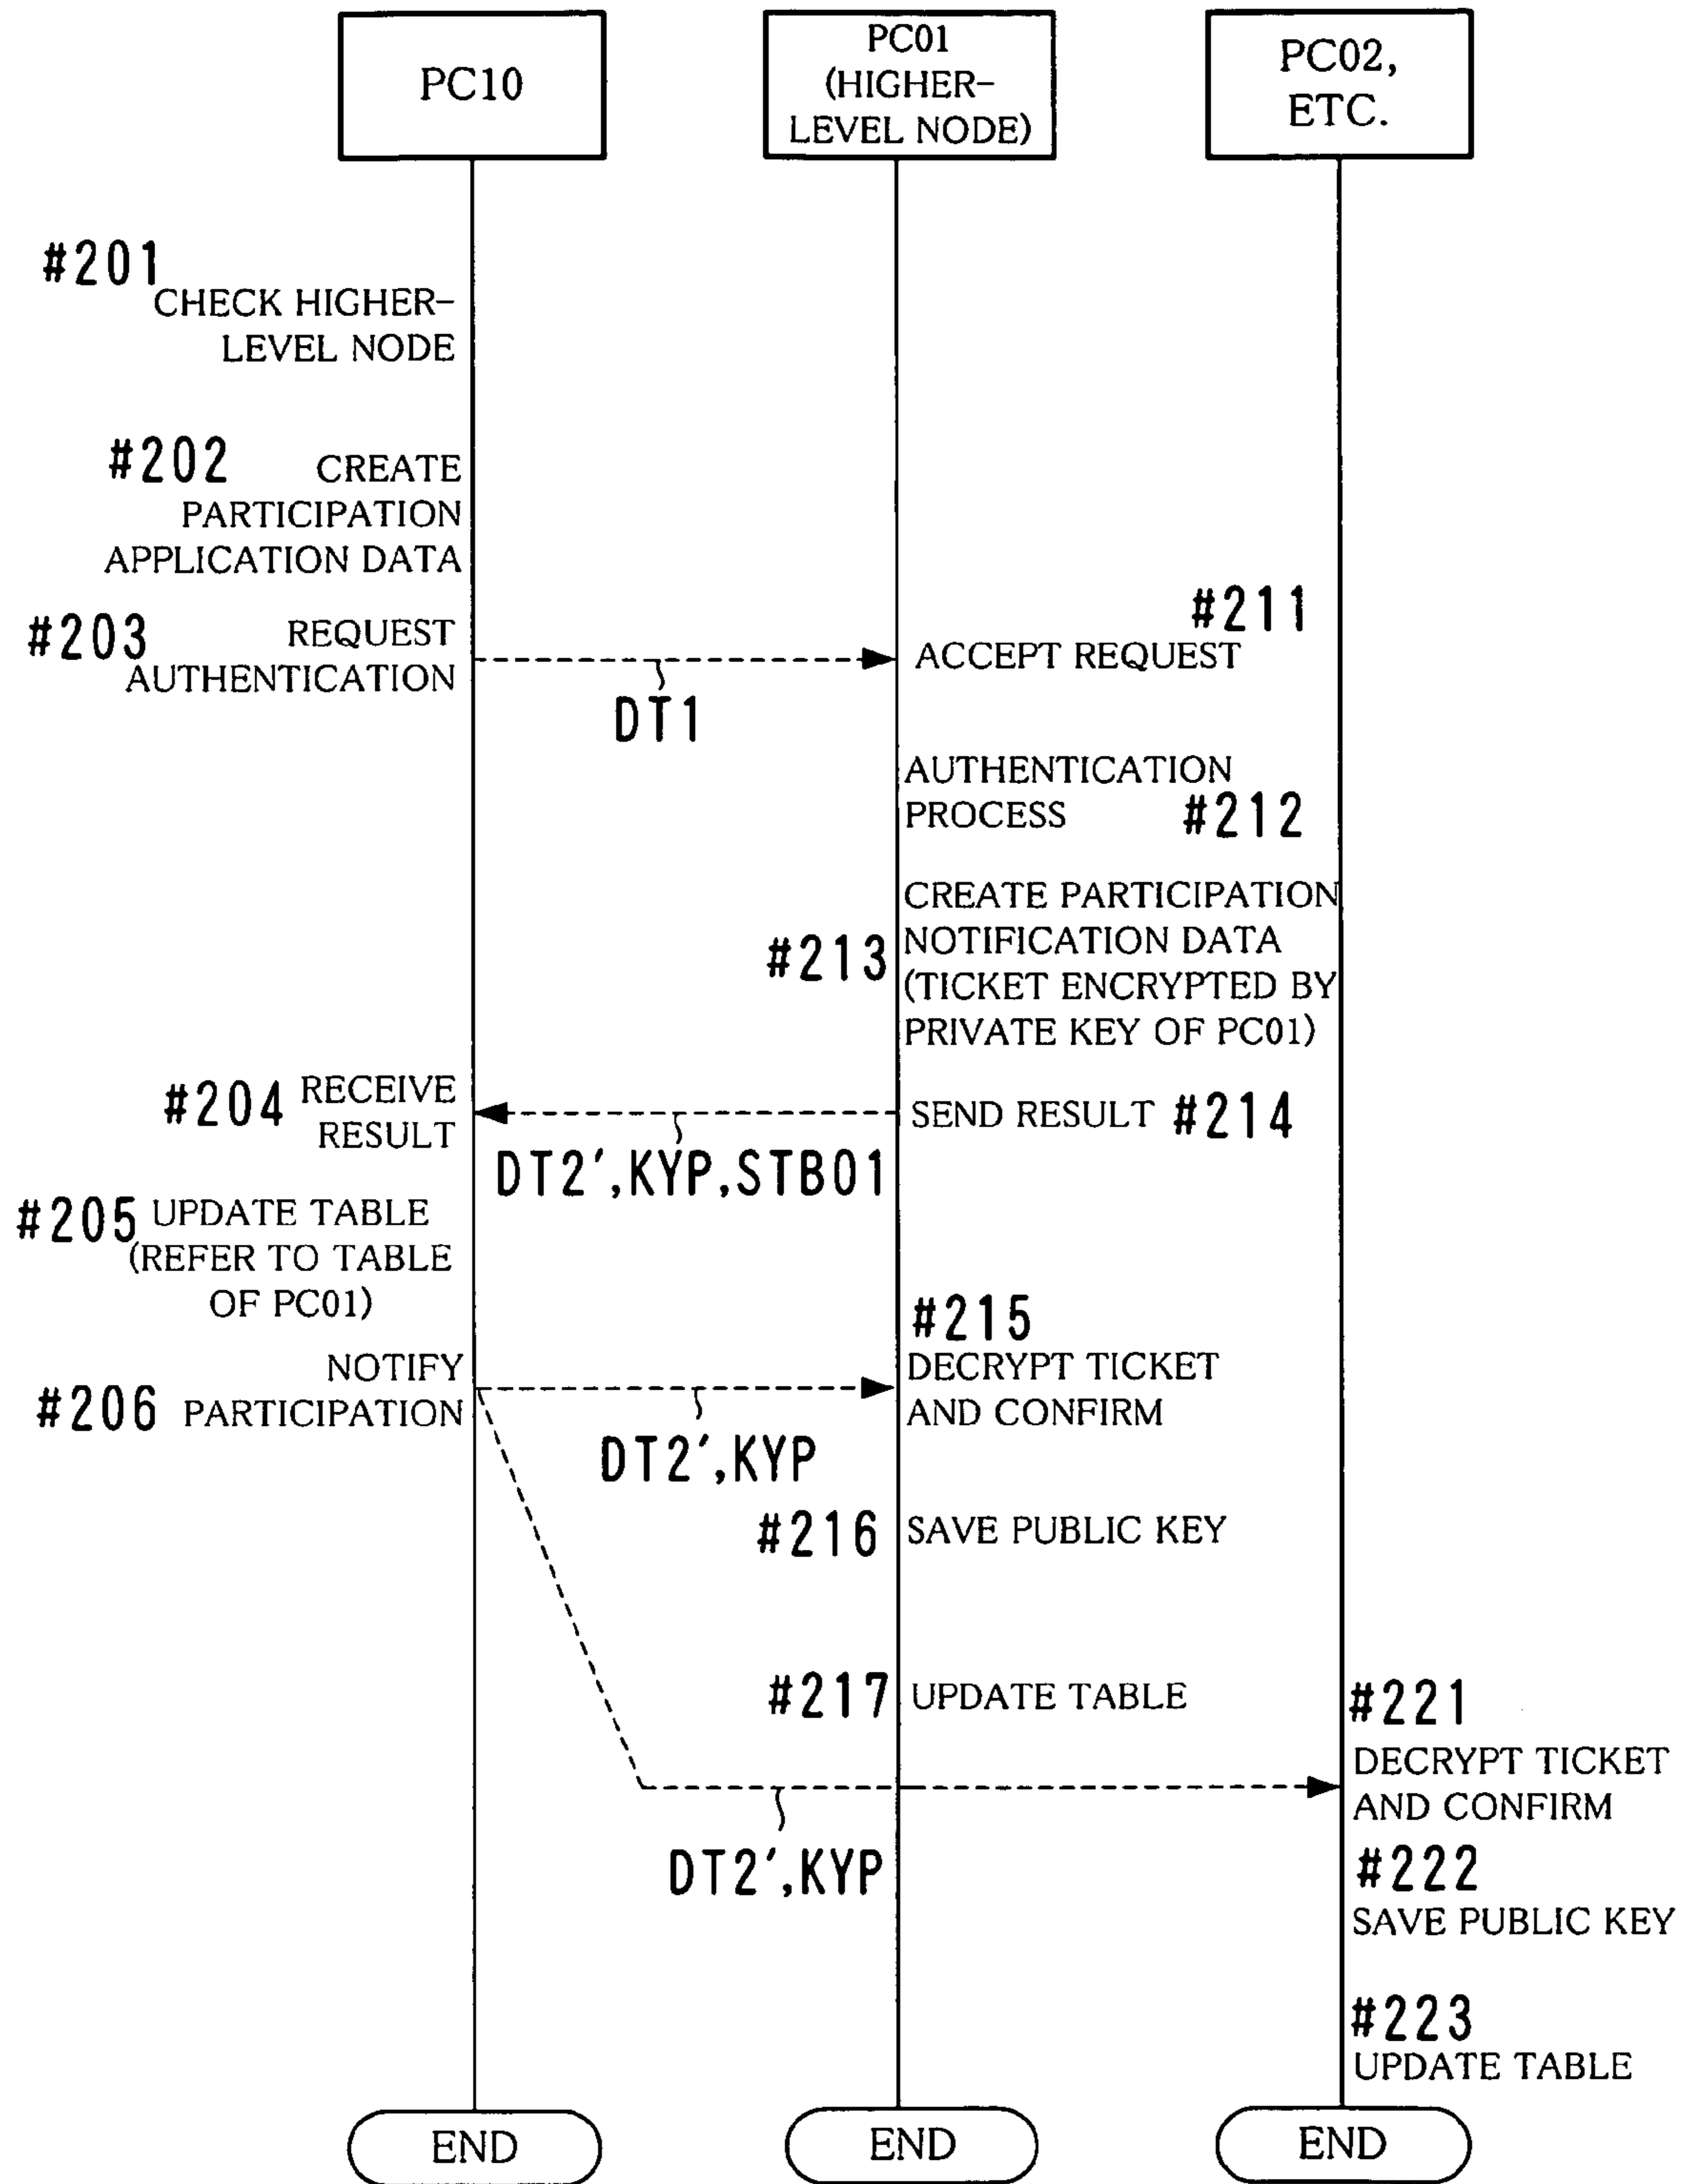 PC10
PC01
(HIGHER-
LEVEL NODE)
PC02,
ETC.
#201
CHECK HIGHER-
LEVEL NODE
#202 CREATE
PARTICIPATION
APPLICATION DATA
#203 REQUEST
AUTHENTICATION
DT1
#211
ACCEPT REQUEST
AUTHENTICATION
PROCESS #212
CREATE PARTICIPATION
#213 NOTIFICATION DATA
(TICKET ENCRYPTED BY
PRIVATE KEY OF PC01)
#204 RECEIVE
RESULT
SEND RESULT #214
DT2',KYP,STB01
#205 UPDATE TABLE
(REFER TO TABLE
OF PC01)
NOTIFY
#206 PARTICIPATION
#215
DECRYPT TICKET
AND CONFIRM
DT2',KYP
#216 SAVE PUBLIC KEY
#217 UPDATE TABLE
#221
DECRYPT TICKET
AND CONFIRM
DT2',KYP
#222
SAVE PUBLIC KEY
#223
UPDATE TABLE
END
END
END